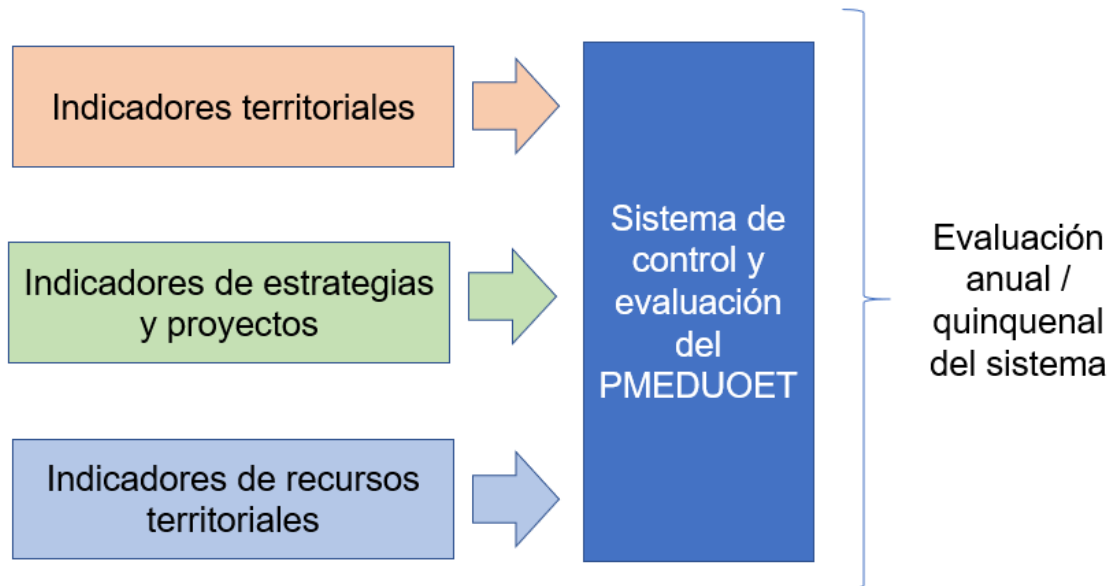 Indicadores territoriales
Indicadores de estrategias
y proyectos
Indicadores de recursos
territoriales
Sistema de
control y
evaluación
del
PMEDUOET
Evaluación
anual /
quinquenal
del sistema